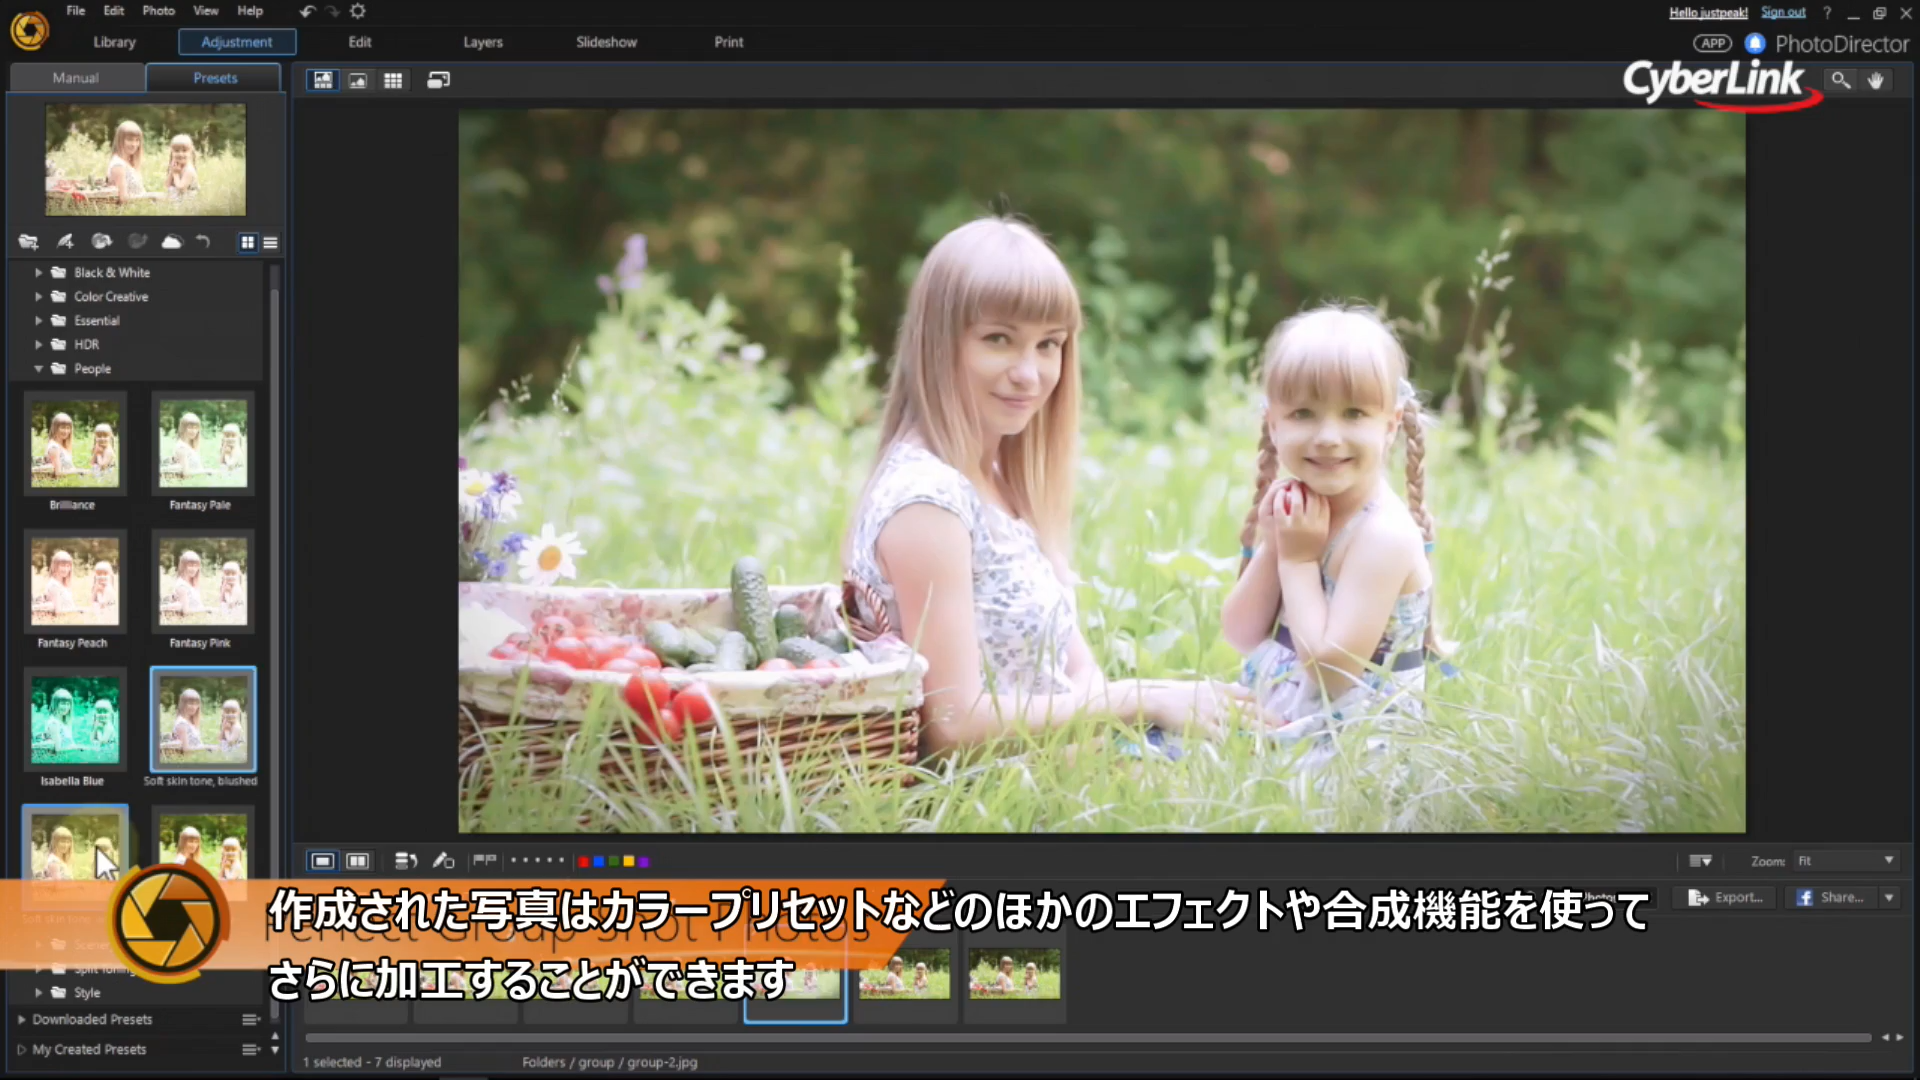 File Edit Photo View Help
Hello justpeak! Sign out ?
Library Adjustment Edit Layers Slideshow Print
APP PhotoDirector
Manual Presets
CyberLink
Black & White
Color Creative
Essential
HDR
People
Brilliance Fantasy Pale
Fantasy Peach Fantasy Pink
Isabella Blue Soft skin tone, blushed
Zoom: Fit
Export... Share...
作成された写真はカラープリセットなどのほかのエフェクトや合成機能を使って
Perfect Group Shot Photos
さらに加工することができます
Style
Downloaded Presets
My Created Presets
1 selected - 7 displayed Folders / group / group-2.jpg